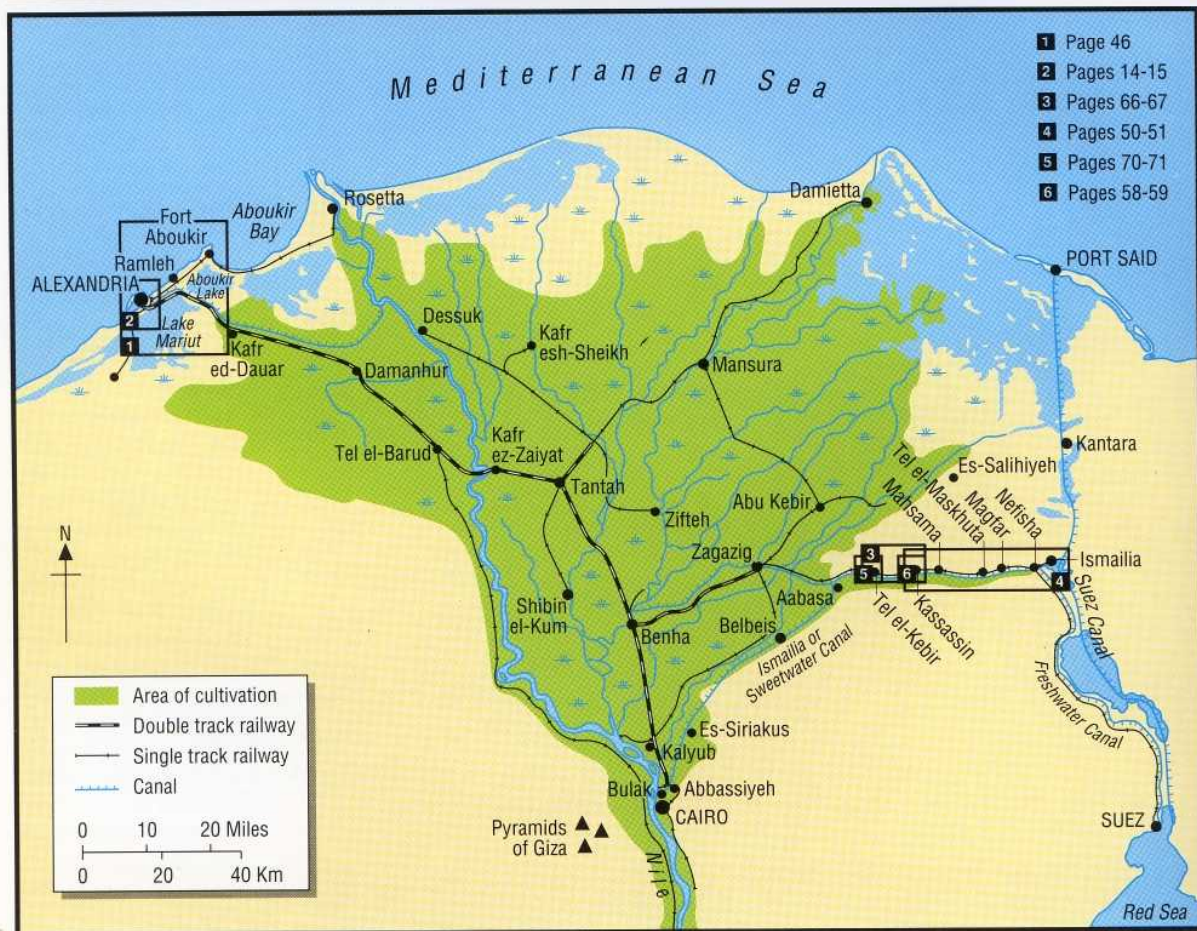 Mediterranean Sea
1 Page 46
2 Pages 14-15
3 Pages 66-67
4 Pages 50-51
5 Pages 70-71
6 Pages 58-59
Rosetta
Damietta
Fort
Aboukir
Aboukir
Bay
Ramleh
ALEXANDRIA
Aboukir
Lake
PORT SAID
2
Lake
Mariut
1
Kafr
ed-Dauar
Dessuk
Kafr
esh-Sheikh
Damanhur
Mansura
Kantara
Tel el-Barud
Kafr
ez-Zaiyat
Tantah
Es-Salihiyeh
Tel el-Maskhuta
Mahsama
Magfar
Nefisha
Abu Kebir
Zifteh
N
Zagazig
3
5
6
4
Ismailia
Aabasa
Tel el-Kebir
Kassassin
Suez Canal
Shibin
el-Kum
Benha
Belbeis
Ismailia or
Sweetwater Canal
Freshwater Canal
Es-Siriakus
Kalyub
Bulak
Abbassiyeh
CAIRO
Pyramids
of Giza
Nile
SUEZ
Red Sea
Area of cultivation
Double track railway
Single track railway
Canal
0 10 20 Miles
0 20 40 Km